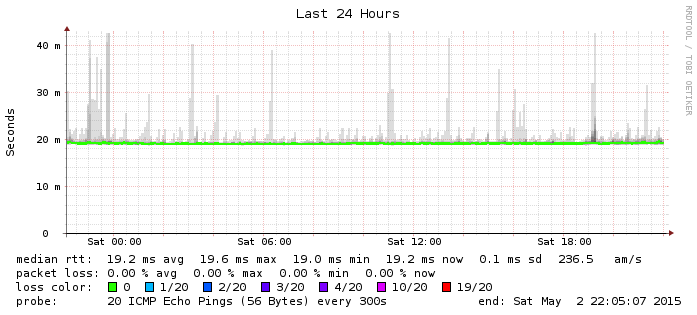 Last 24 Hours
RRDTOOL / TOBI OETIKER
Seconds
40 m
30 m
20 m
10 m
0
Sat 00:00 Sat 06:00 Sat 12:00 Sat 18:00
median rtt: 19.2 ms avg 19.6 ms max 19.0 ms min 19.2 ms now 0.1 ms sd 236.5 am/s
packet loss: 0.00 % avg 0.00 % max 0.00 % min 0.00 % now
loss color: 0 1/20 2/20 3/20 4/20 10/20 19/20
probe: 20 ICMP Echo Pings (56 Bytes) every 300s end: Sat May 2 22:05:07 2015